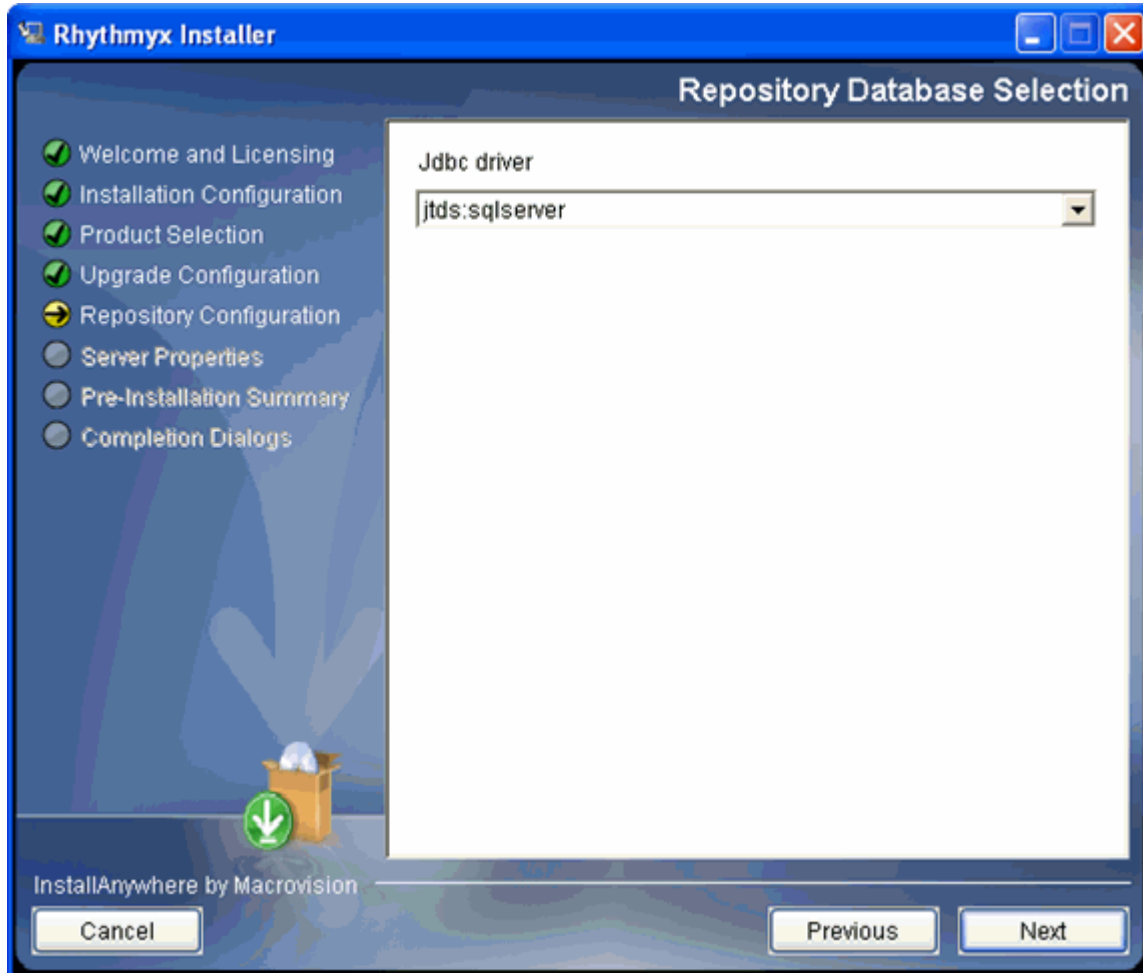 Rhythmyx Installer
Repository Database Selection
Welcome and Licensing
Installation Configuration
Product Selection
Upgrade Configuration
Repository Configuration
Server Properties
Pre-Installation Summary
Completion Dialogs
Jdbc driver
jtds:sqlserver
InstallAnywhere by Macrovision
Cancel
Previous
Next